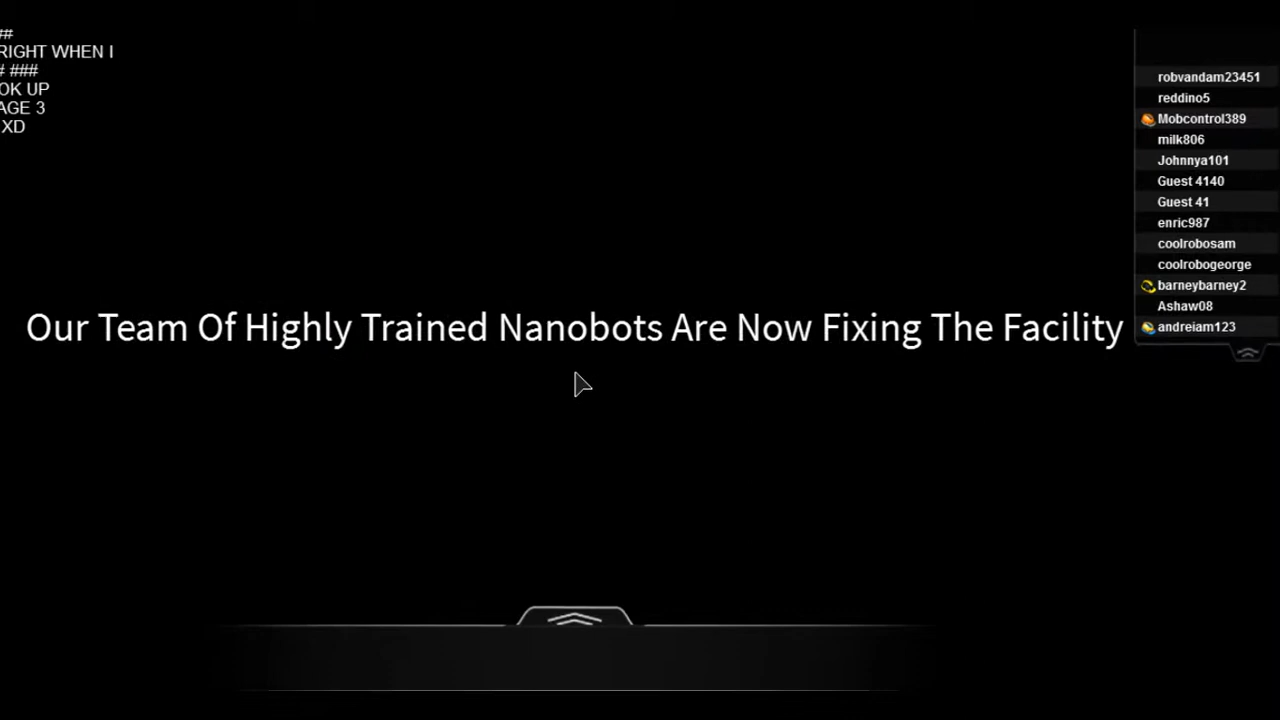 ##
RIGHT WHEN I
# ###
OK UP
AGE 3
XD
robvandam23451
reddino5
Mobcontrol389
milk806
Johnnya101
Guest 4140
Guest 41
enric987
coolrobosam
coolrobogeorge
barneybarney2
Ashaw08
andreiam123
Our Team Of Highly Trained Nanobots Are Now Fixing The Facility